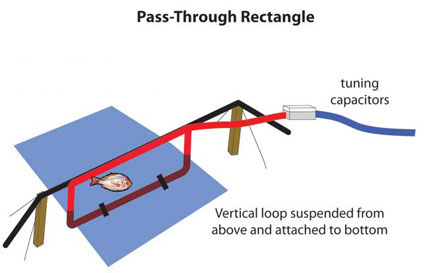 Pass-Through Rectangle
tuning
capacitors
Vertical loop suspended from
above and attached to bottom